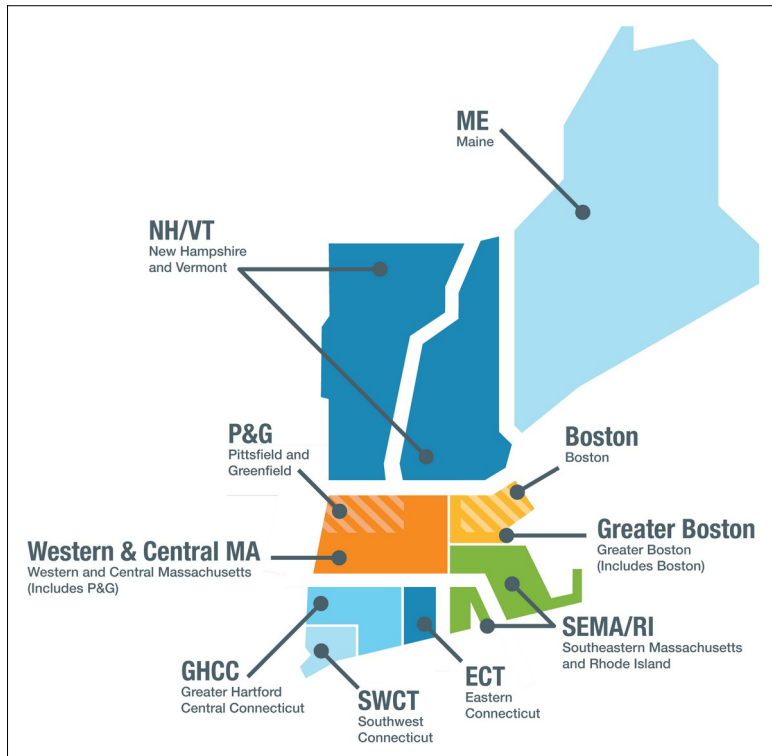 ME
Maine
NH/VT
New Hampshire
and Vermont
P&G
Pittsfield and
Greenfield
Boston
Boston
Western & Central MA
Western and Central Massachusetts
(Includes P&G)
Greater Boston
Greater Boston
(Includes Boston)
SEMA/RI
Southeastern Massachusetts
and Rhode Island
GHCC
Greater Hartford
Central Connecticut
SWCT
Southwest
Connecticut
ECT
Eastern
Connecticut